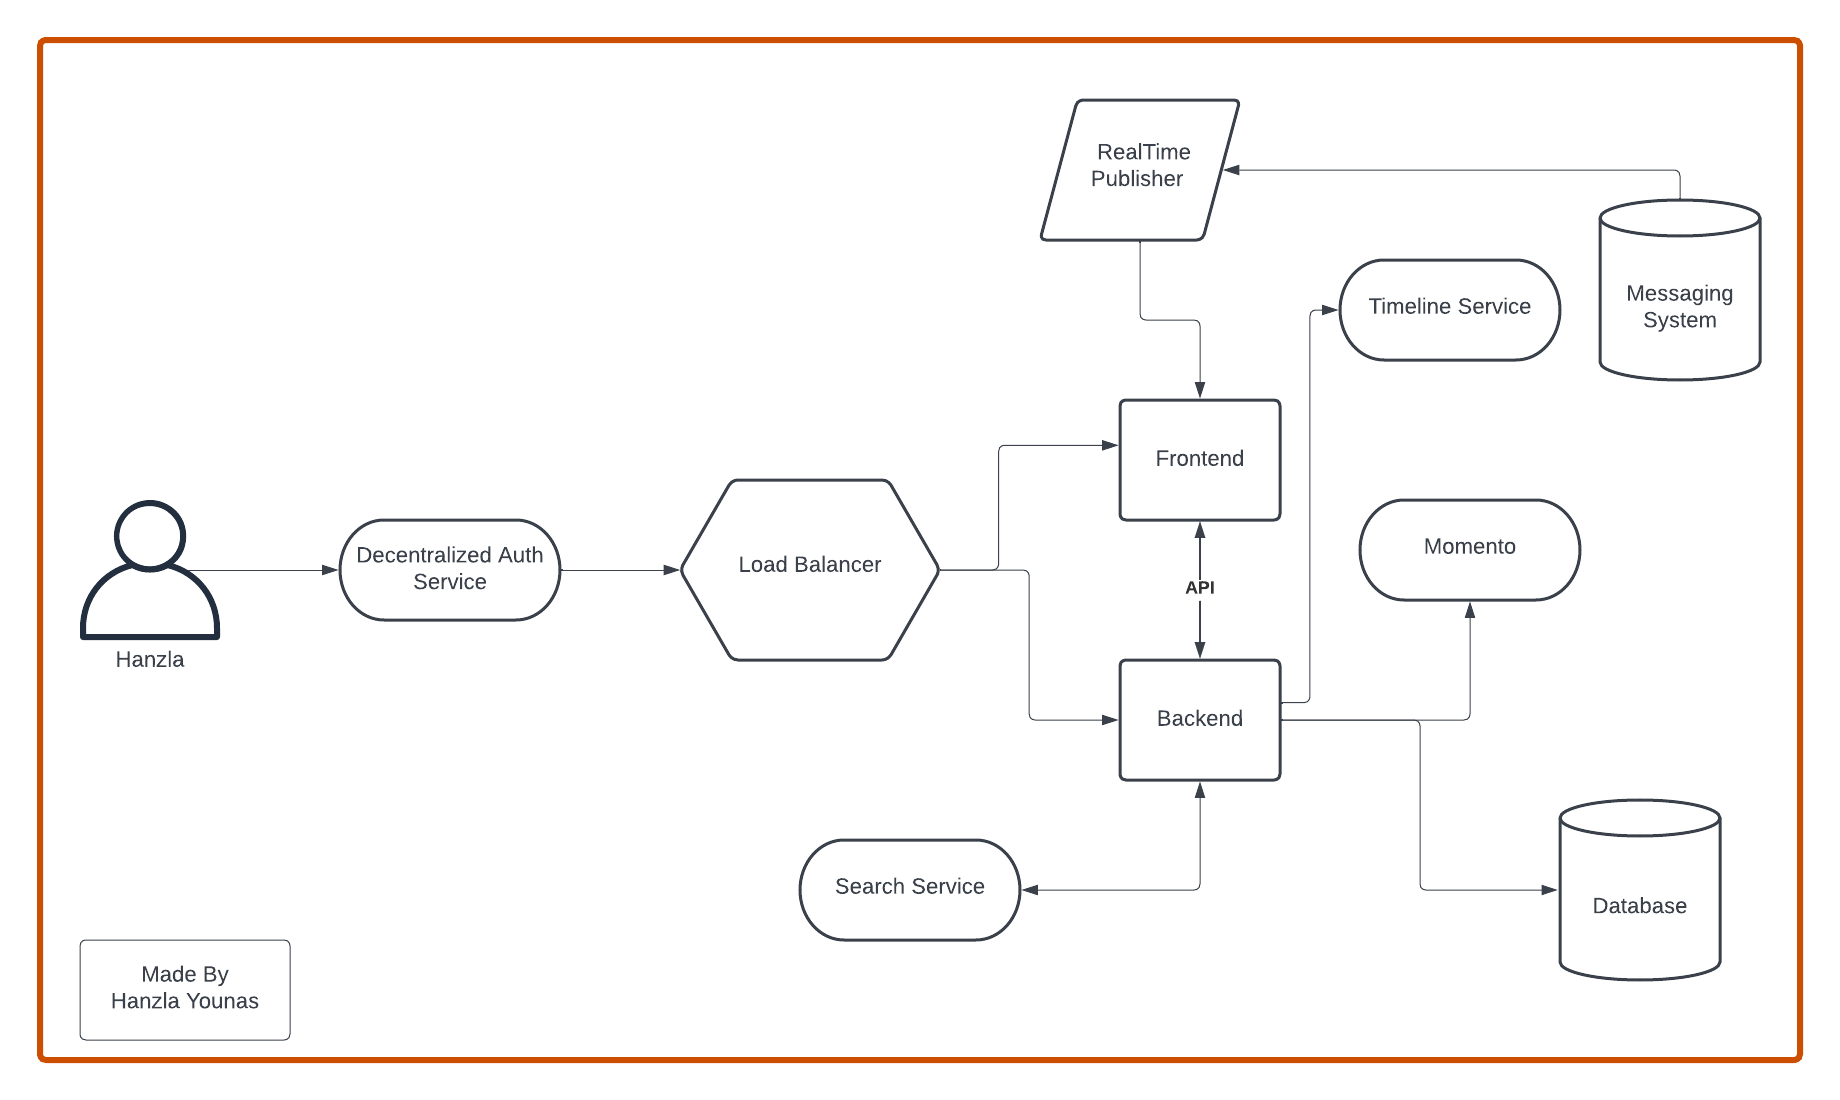 RealTime
Publisher
Messaging
System
Timeline Service
Frontend
Decentralized Auth
Service
Load Balancer
Momento
API
Hanzla
Backend
Search Service
Database
Made By
Hanzla Younas